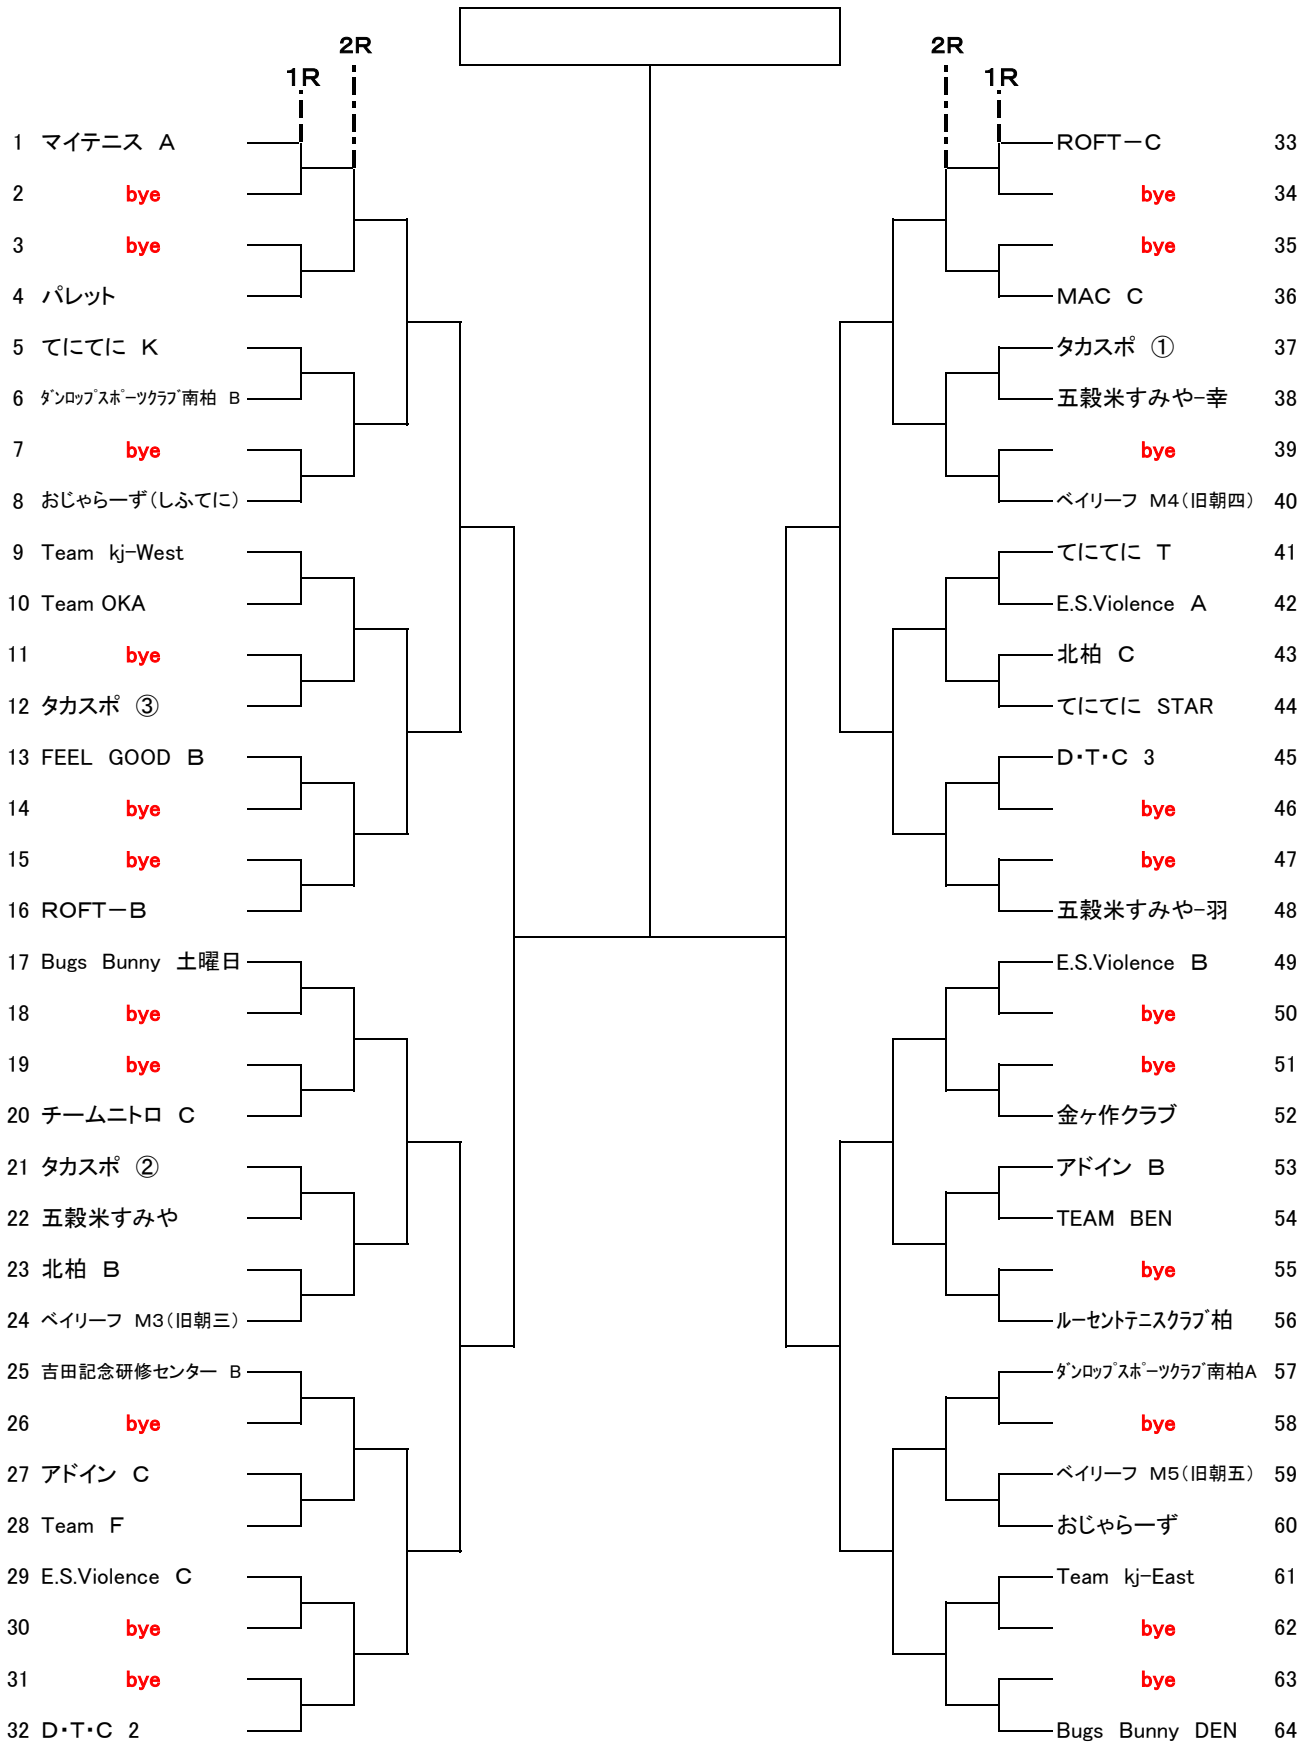 2R 2R
1R 1R
1 マイテニス A
2 bye
3 bye
4 パレット
5 てにてに K
6 ﾀﾞﾝﾛｯﾌﾟｽﾎﾟｰﾂｸﾗﾌﾞ南柏 B
7 bye
8 おじゃらーず(しふてに)
9 Team kj-West
10 Team OKA
11 bye
12 タカスポ ③
13 FEEL GOOD B
14 bye
15 bye
16 ROFT－B
17 Bugs Bunny 土曜日
18 bye
19 bye
20 チームニトロ C
21 タカスポ ②
22 五穀米すみや
23 北柏 B
24 ベイリーフ M3(旧朝三)
25 吉田記念研修センター B
26 bye
27 アドイン C
28 Team F
29 E.S.Violence C
30 bye
31 bye
32 D・T・C 2
ROFT－C 33
bye 34
bye 35
MAC C 36
タカスポ ① 37
五穀米すみや-幸 38
bye 39
ベイリーフ M4(旧朝四) 40
てにてに T 41
E.S.Violence A 42
北柏 C 43
てにてに STAR 44
D・T・C 3 45
bye 46
bye 47
五穀米すみや-羽 48
E.S.Violence B 49
bye 50
bye 51
金ヶ作クラブ 52
アドイン B 53
TEAM BEN 54
bye 55
ﾙｰｾﾝﾄﾃﾆｽｸﾗﾌﾞ柏 56
ﾀﾞﾝﾛｯﾌﾟｽﾎﾟｰﾂｸﾗﾌﾞ南柏A 57
bye 58
ベイリーフ M5(旧朝五) 59
おじゃらーず 60
Team kj-East 61
bye 62
bye 63
Bugs Bunny DEN 64